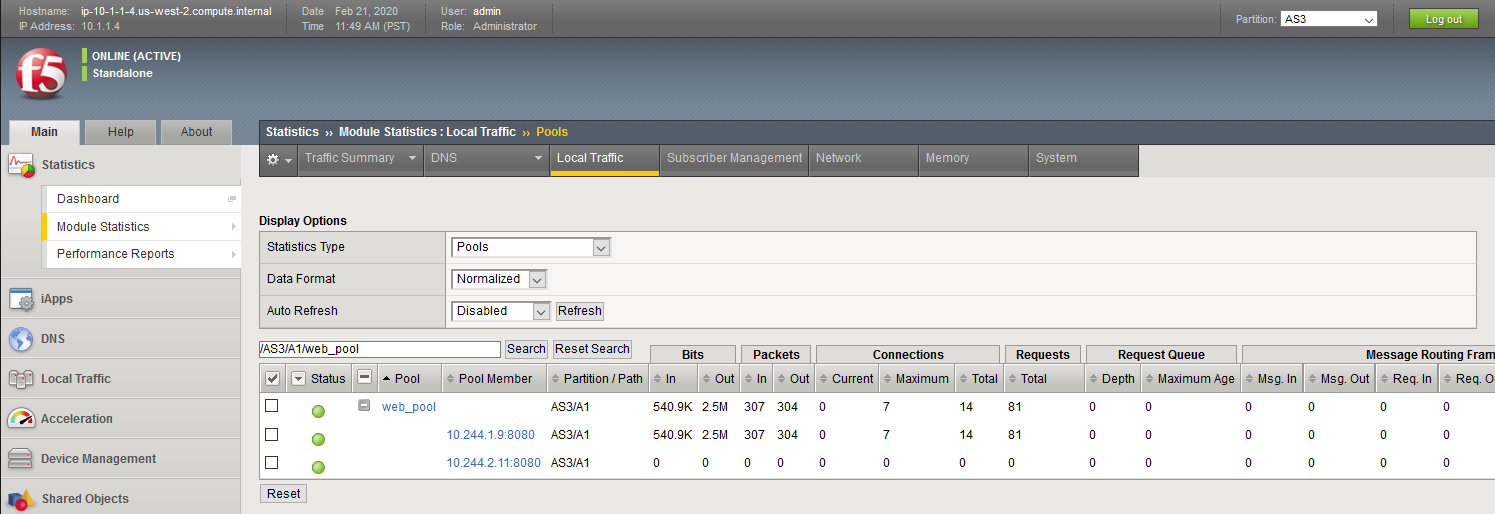 Hostname: ip-10-1-1-4.us-west-2.compute.internal Date Feb 21, 2020 User: admin Partition: AS3 Log out
IP Address: 10.1.1.4 Time 11:49 AM (PST) Role: Administrator
f5
ONLINE (ACTIVE)
Standalone
Main Help About
Statistics ›› Module Statistics : Local Traffic ›› Pools
Traffic Summary DNS Local Traffic Subscriber Management Network Memory System
Statistics
Dashboard
Module Statistics
Performance Reports
iApps
DNS
Local Traffic
Acceleration
Device Management
Shared Objects
Display Options
Statistics Type Pools
Data Format Normalized
Auto Refresh Disabled Refresh
/AS3/A1/web_pool Search Reset Search Bits Packets Connections Requests Request Queue Message Routing Fram
Status Pool Pool Member Partition / Path In Out In Out Current Maximum Total Total Depth Maximum Age Msg. In Msg. Out Req. In Req. O
web_pool AS3/A1 540.9K 2.5M 307 304 0 7 14 81 0 0 0 0 0 0
10.244.1.9:8080 AS3/A1 540.9K 2.5M 307 304 0 7 14 81 0 0 0 0 0 0
10.244.2.11:8080 AS3/A1 0 0 0 0 0 0 0 0 0 0 0 0 0 0
Reset